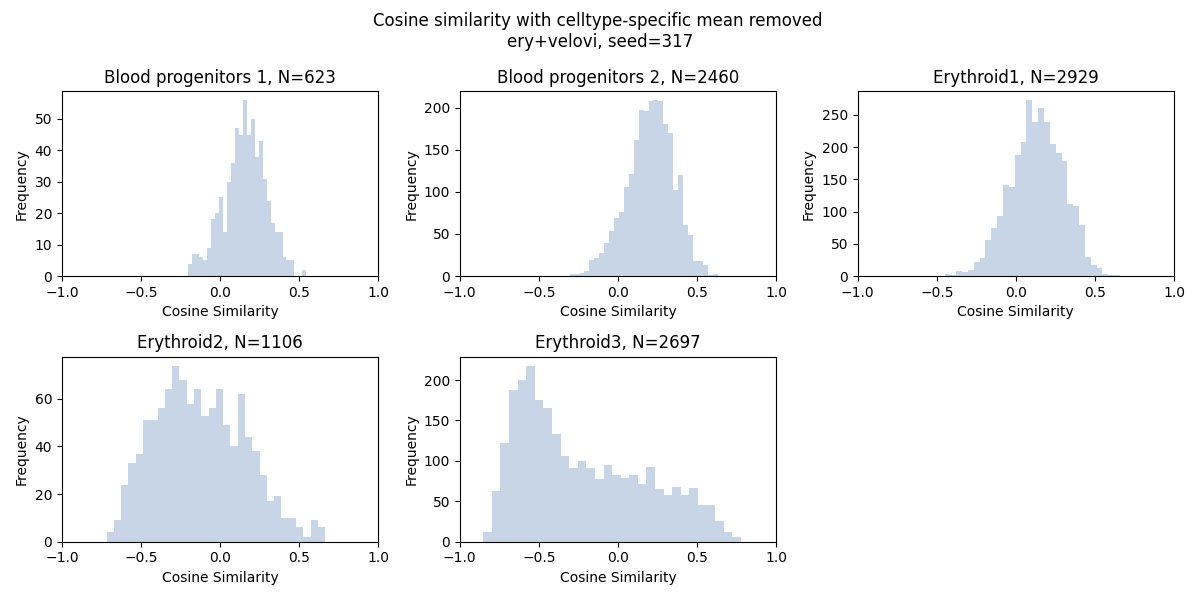 Cosine similarity with celltype-specific mean removed
ery+velovi, seed=317
Blood progenitors 1, N=623
Frequency
50
40
30
20
10
0
−1.0 −0.5 0.0 0.5 1.0
Cosine Similarity
Blood progenitors 2, N=2460
Frequency
200
150
100
50
0
−1.0 −0.5 0.0 0.5 1.0
Cosine Similarity
Erythroid1, N=2929
Frequency
250
200
150
100
50
0
−1.0 −0.5 0.0 0.5 1.0
Cosine Similarity
Erythroid2, N=1106
Frequency
60
40
20
0
−1.0 −0.5 0.0 0.5 1.0
Cosine Similarity
Erythroid3, N=2697
Frequency
200
150
100
50
0
−1.0 −0.5 0.0 0.5 1.0
Cosine Similarity